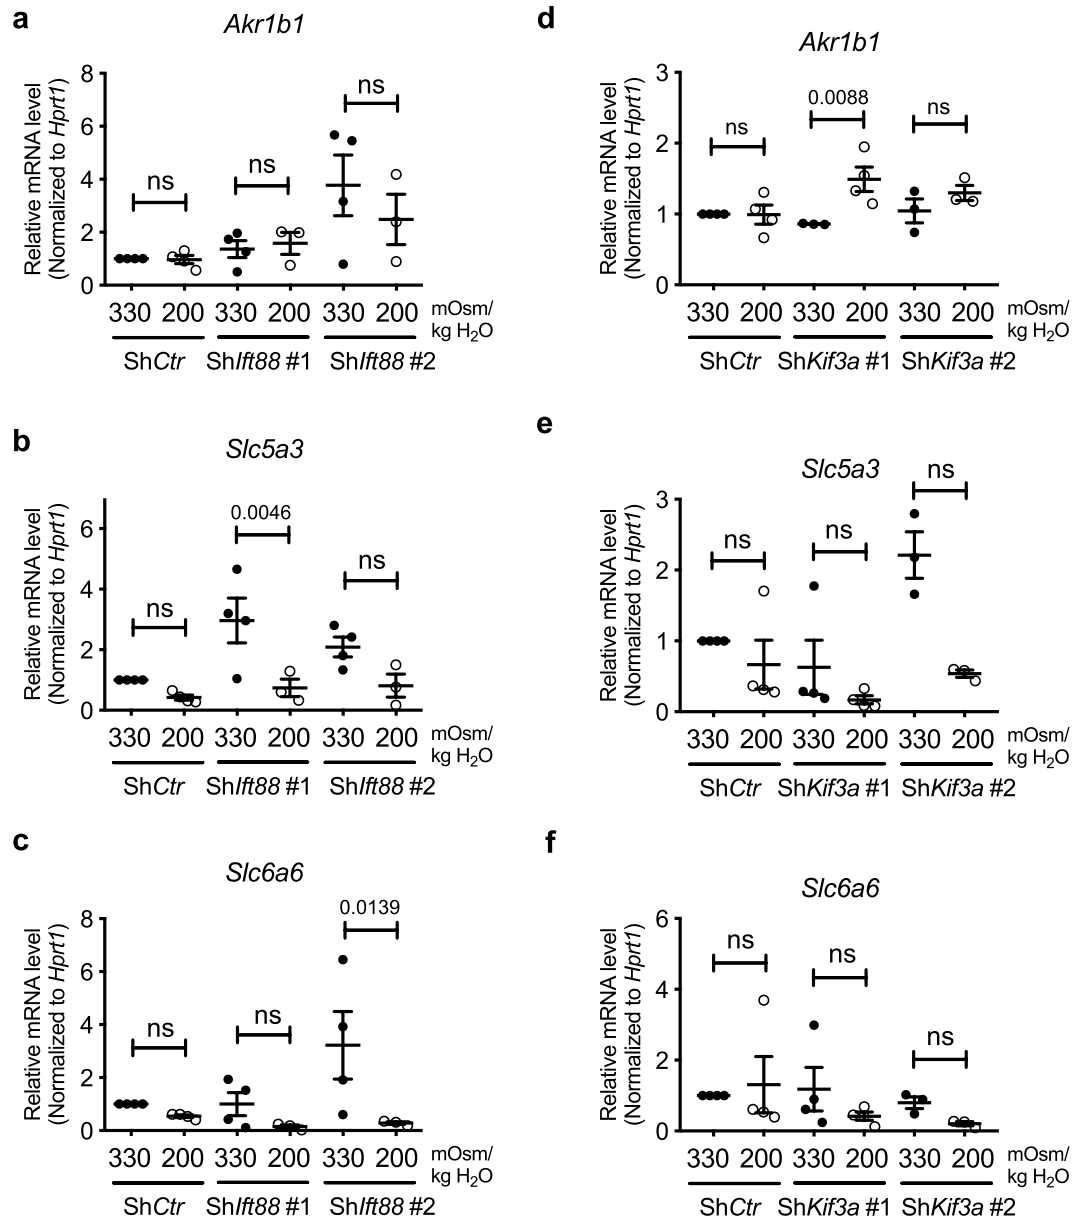 a
Akr1b1
Relative mRNA level
(Normalized to Hprt1)
8
6
4
2
0
ns
ns
ns
330 200 330 200 330 200 mOsm/
kg H₂O
ShCtr ShIft88 #1 ShIft88 #2
b
Slc5a3
Relative mRNA level
(Normalized to Hprt1)
6
4
2
0
ns
0.0046
ns
330 200 330 200 330 200 mOsm/
kg H₂O
ShCtr ShIft88 #1 ShIft88 #2
c
Slc6a6
Relative mRNA level
(Normalized to Hprt1)
8
6
4
2
0
ns
ns
0.0139
330 200 330 200 330 200 mOsm/
kg H₂O
ShCtr ShIft88 #1 ShIft88 #2
d
Akr1b1
Relative mRNA level
(Normalized to Hprt1)
3
2
1
0
ns
0.0088
ns
330 200 330 200 330 200 mOsm/
kg H₂O
ShCtr ShKif3a #1 ShKif3a #2
e
Slc5a3
Relative mRNA level
(Normalized to Hprt1)
3
2
1
0
ns
ns
ns
330 200 330 200 330 200 mOsm/
kg H₂O
ShCtr ShKif3a #1 ShKif3a #2
f
Slc6a6
Relative mRNA level
(Normalized to Hprt1)
6
4
2
0
ns
ns
ns
330 200 330 200 330 200 mOsm/
kg H₂O
ShCtr ShKif3a #1 ShKif3a #2